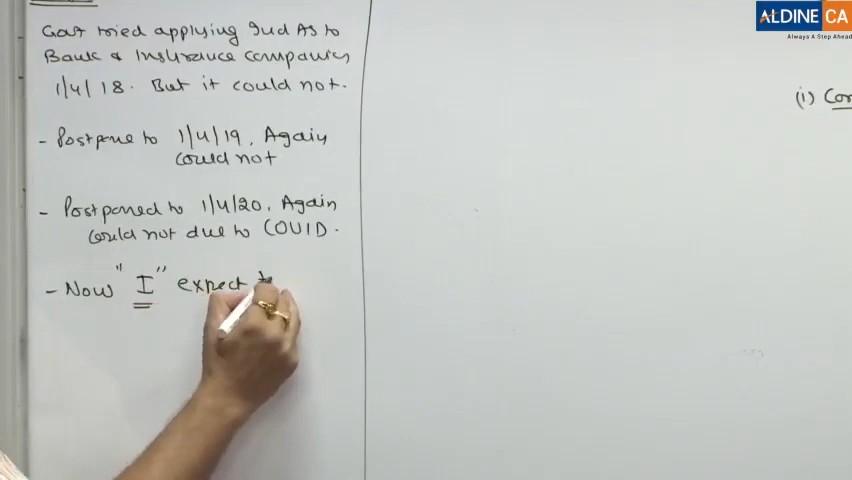 ALDINE CA
Always A Step Ahead
Govt tried applying Ind AS to
Bank & Insurance companies
1/4/18. But it could not.
- Postpone to 1/4/19, Again
could not
- Postponed to 1/4/20, Again
could not due to COVID.
- Now "I" expect
(i) Con